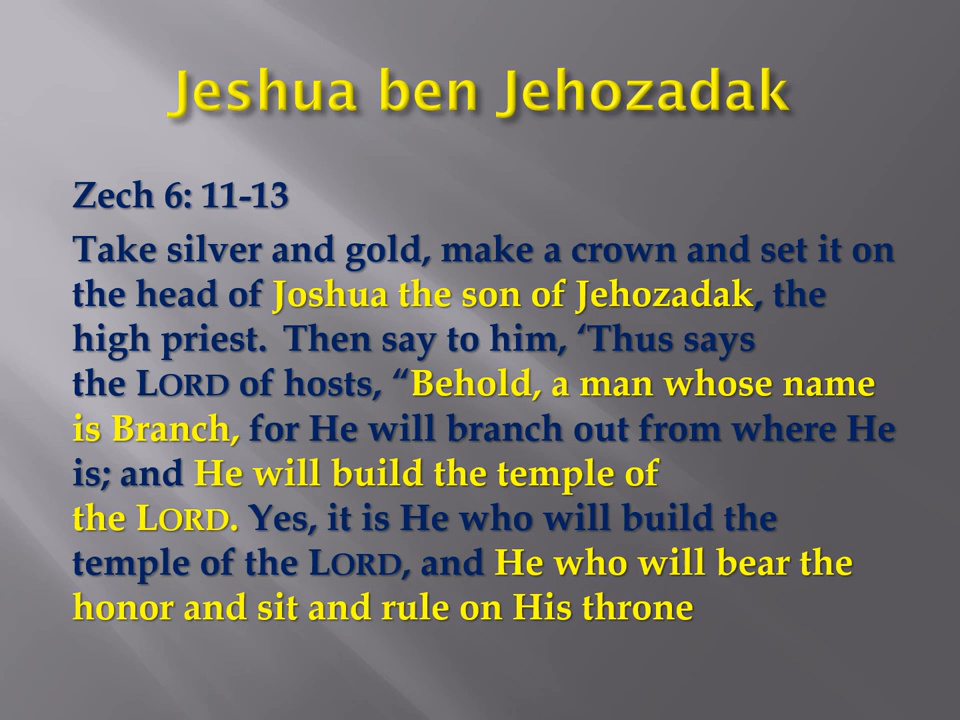 Jeshua ben Jehozadak
Zech 6: 11-13
Take silver and gold, make a crown and set it on
the head of Joshua the son of Jehozadak, the
high priest.  Then say to him, ‘Thus says
the LORD of hosts, “Behold, a man whose name
is Branch, for He will branch out from where He
is; and He will build the temple of
the LORD. Yes, it is He who will build the
temple of the LORD, and He who will bear the
honor and sit and rule on His throne